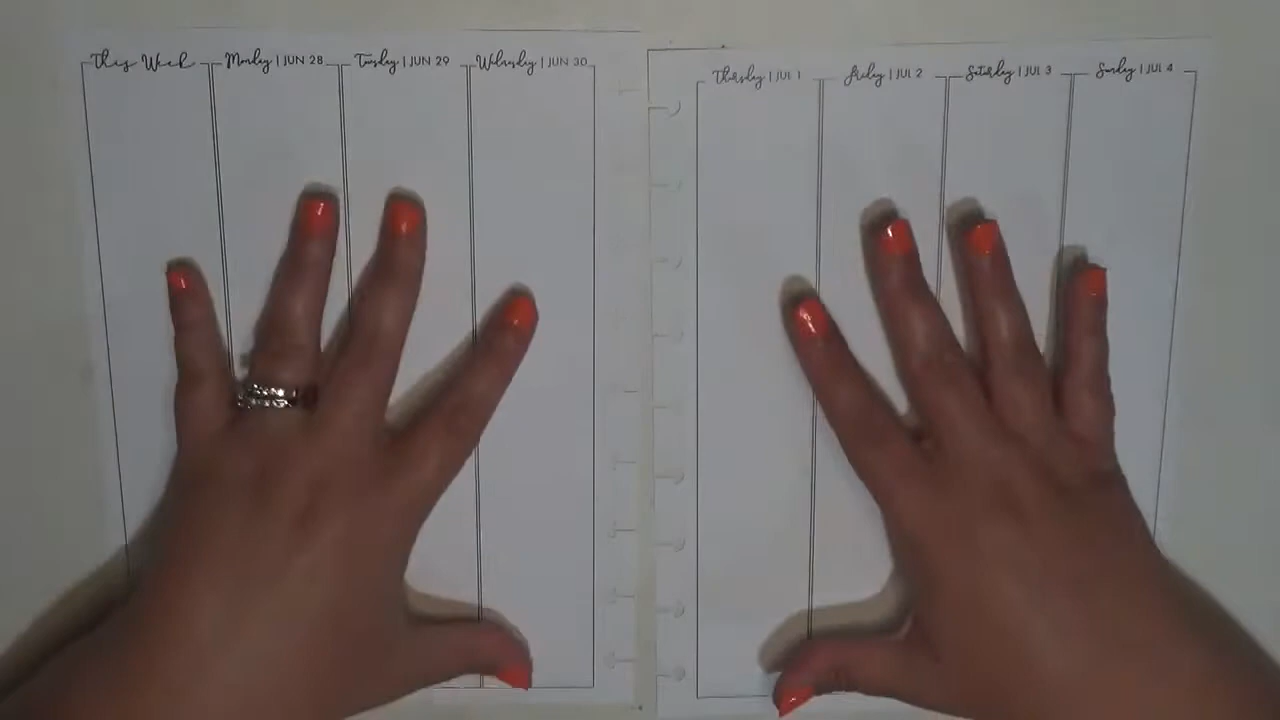 This Week
Monday | JUN 28
Tuesday | JUN 29
Wednesday | JUN 30
Thursday | JUL 1
Friday | JUL 2
Saturday | JUL 3
Sunday | JUL 4